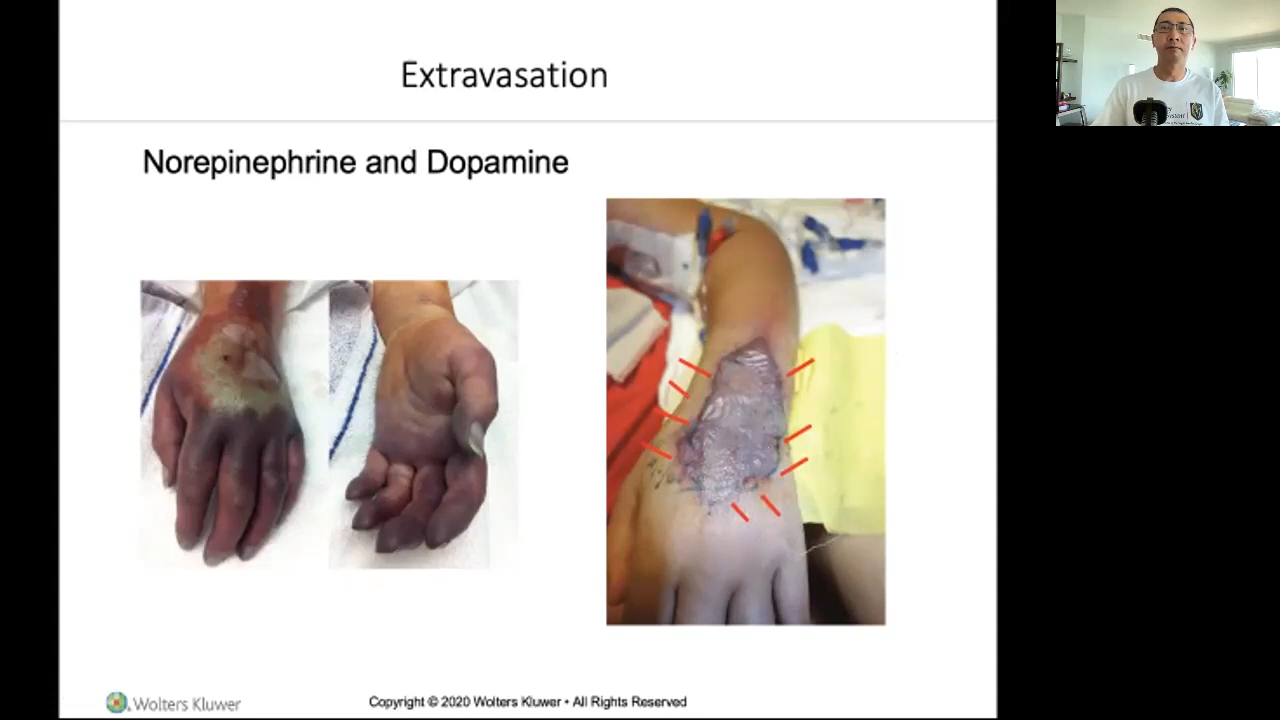 Extravasation
Norepinephrine and Dopamine
Wolters Kluwer
Copyright © 2020 Wolters Kluwer • All Rights Reserved